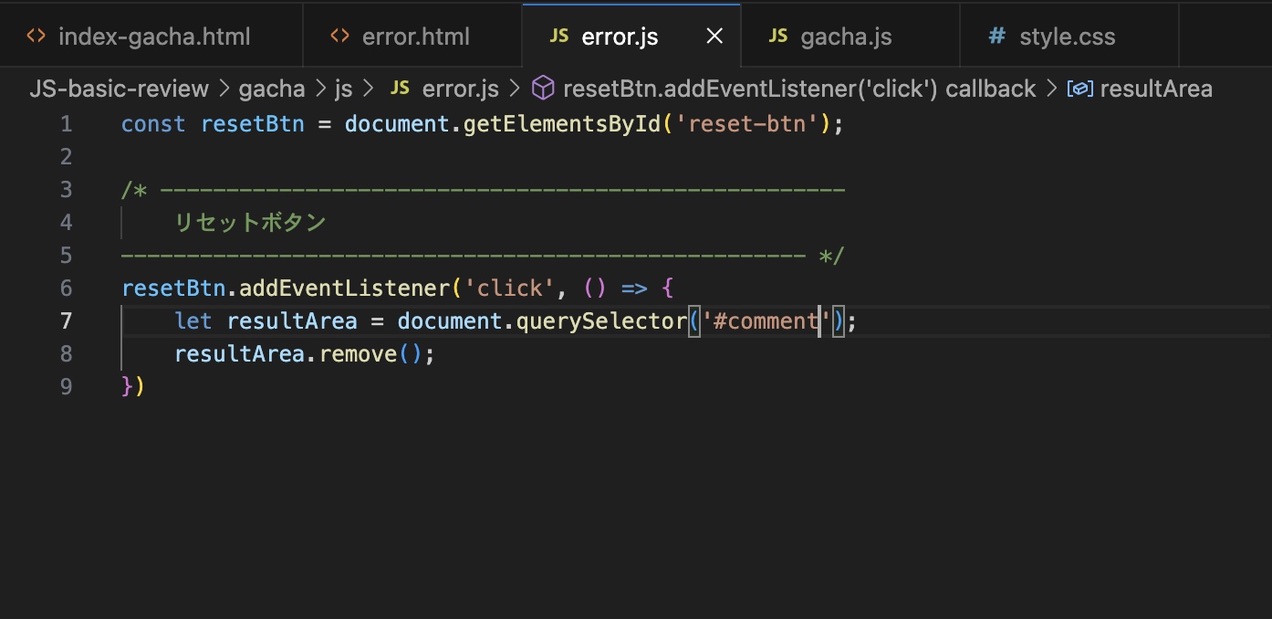 index-gacha.html error.html JS error.js JS gacha.js # style.css
JS-basic-review > gacha > js > JS error.js > resetBtn.addEventListener('click') callback > resultArea
1 const resetBtn = document.getElementsById('reset-btn');
2
3 /* ----------------------------------------------------
4 リセットボタン
5 ---------------------------------------------------- */
6 resetBtn.addEventListener('click', () => {
7 let resultArea = document.querySelector('#comment');
8 resultArea.remove();
9 })